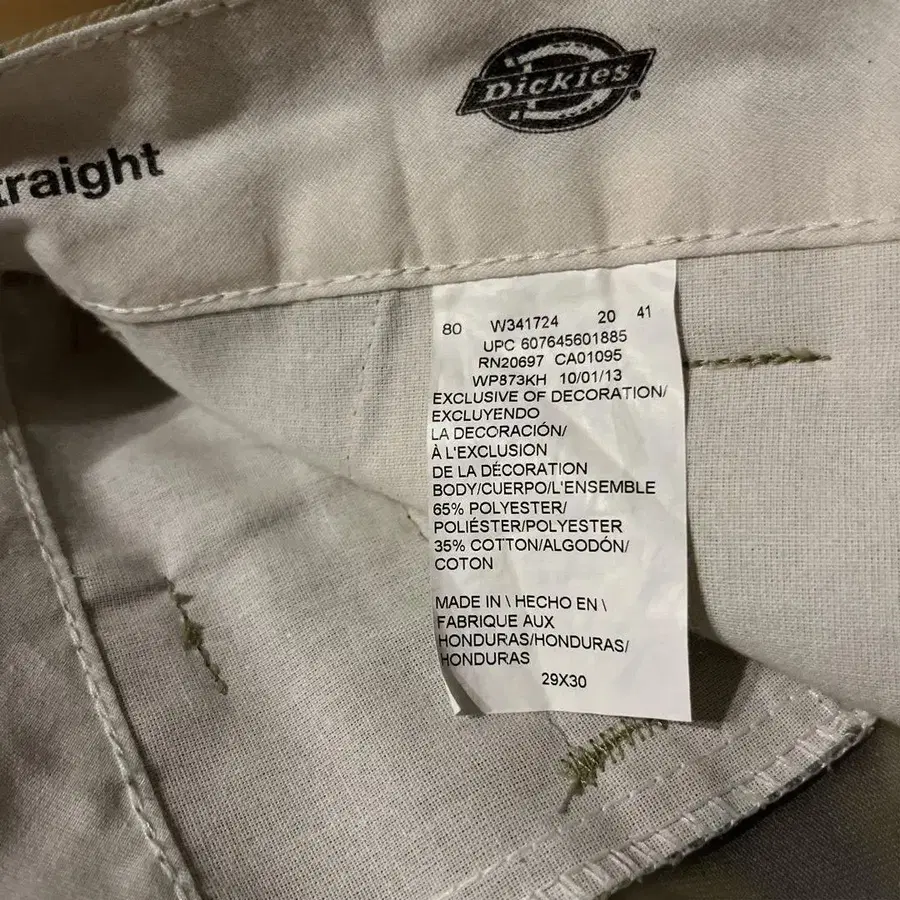 Dickies
traight
80 W341724 20 41
UPC 607645601885
RN20697 CA01095
WP873KH 10/01/13
EXCLUSIVE OF DECORATION/
EXCLUYENDO
LA DECORACIÓN/
À L'EXCLUSION
DE LA DÉCORATION
BODY/CUERPO/L'ENSEMBLE
65% POLYESTER/
POLIÉSTER/POLYESTER
35% COTTON/ALGODÓN/
COTON
MADE IN \ HECHO EN \
FABRIQUE AUX
HONDURAS/HONDURAS/
HONDURAS
29X30